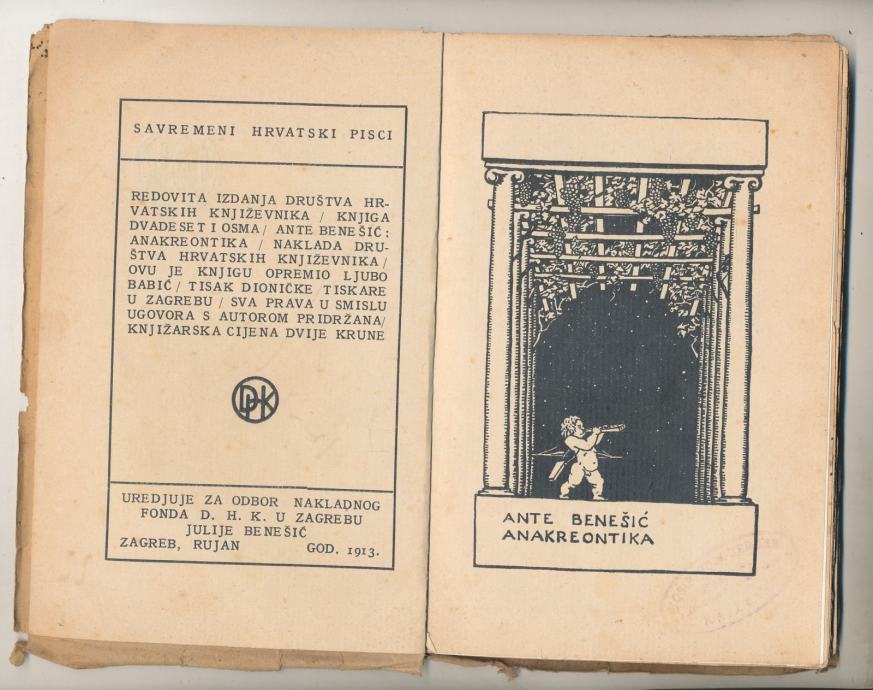 SAVREMENI HRVATSKI PISCI
REDOVITA IZDANJA DRUŠTVA HR-
VATSKIH KNJIŽEVNIKA / KNJIGA
DVADESET I OSMA / ANTE BENEŠIĆ:
ANAKREONTIKA / NAKLADA DRU-
ŠTVA HRVATSKIH KNJIŽEVNIKA /
OVU JE KNJIGU OPREMIO LJUBO
BABIĆ / TISAK DIONIČKE TISKARE
U ZAGREBU / SVA PRAVA U SMISLU
UGOVORA S AUTOROM PRIDRŽANA /
KNJIŽARSKA CIJENA DVIJE KRUNE
DHK
UREDJUJE ZA ODBOR NAKLADNOG
FONDA D. H. K. U ZAGREBU
JULIJE BENEŠIĆ
ZAGREB, RUJAN GOD. 1913.
ANTE BENEŠIĆ
ANAKREONTIKA